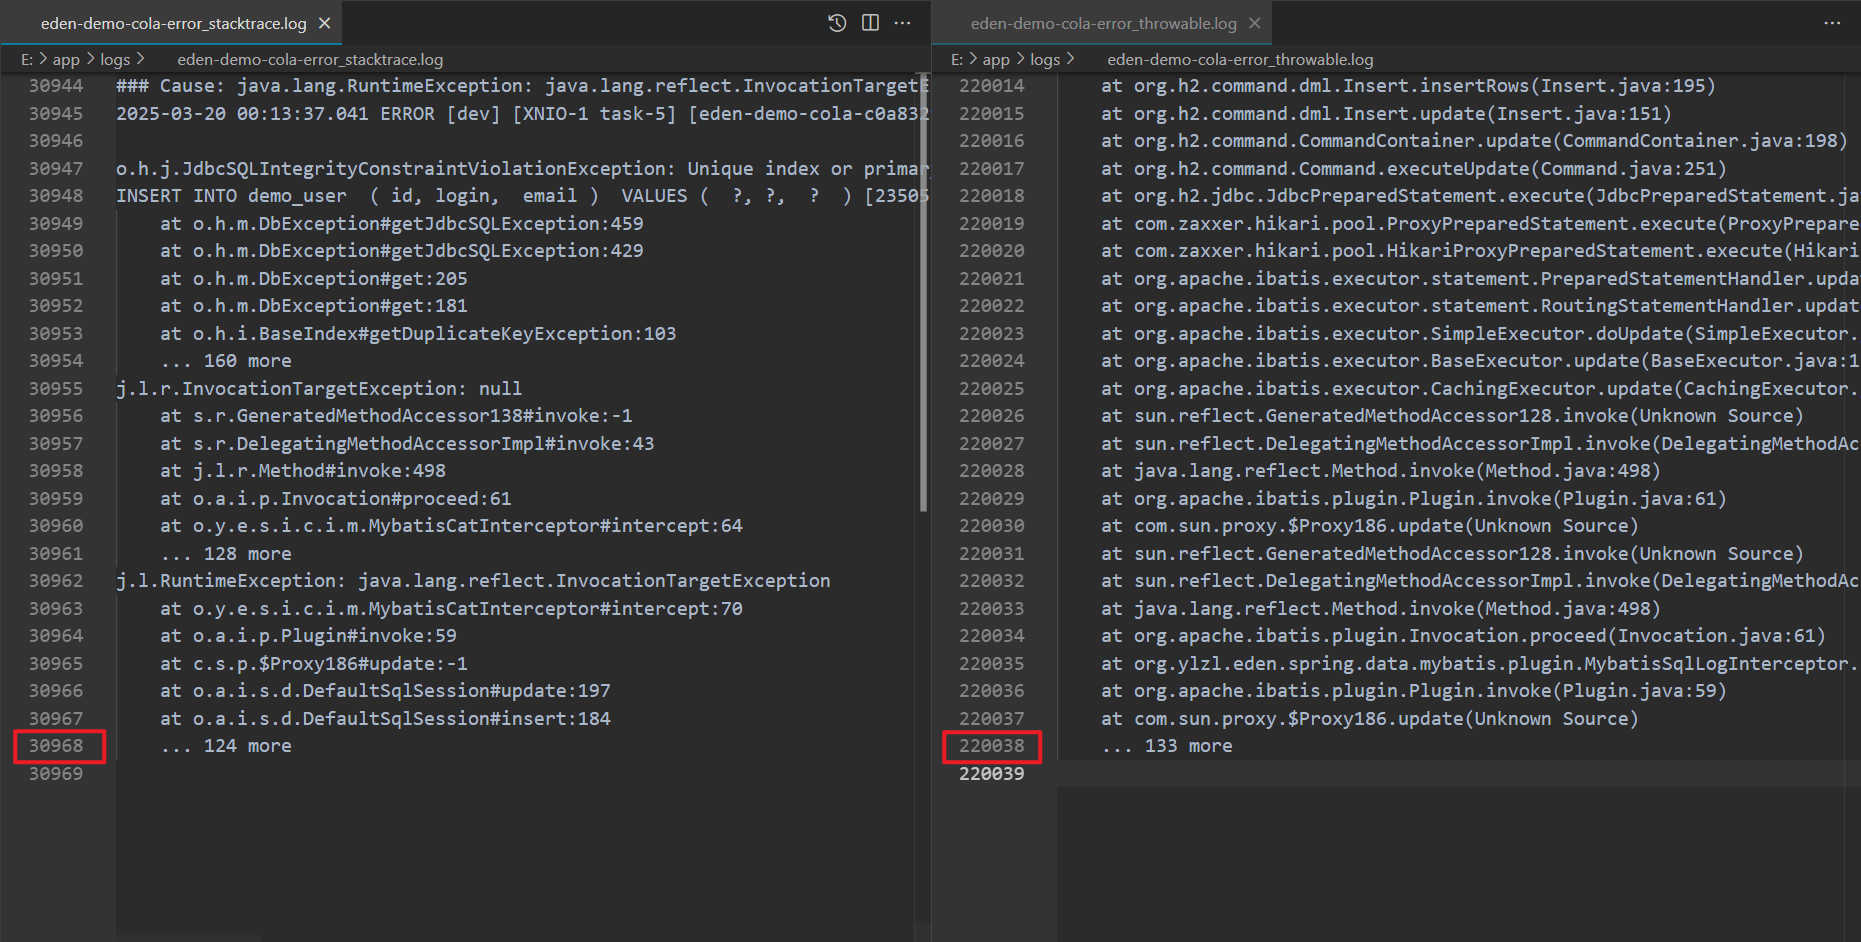 eden-demo-cola-error_stacktrace.log
E: > app > logs > eden-demo-cola-error_stacktrace.log
30944 ### Cause: java.lang.RuntimeException: java.lang.reflect.InvocationTargetE
30945 2025-03-20 00:13:37.041 ERROR [dev] [XNIO-1 task-5] [eden-demo-cola-c0a832
30946
30947 o.h.j.JdbcSQLIntegrityConstraintViolationException: Unique index or primar
30948 INSERT INTO demo_user  ( id, login,  email )  VALUES (  ?, ?,  ?  ) [23505
30949 at o.h.m.DbException#getJdbcSQLException:459
30950 at o.h.m.DbException#getJdbcSQLException:429
30951 at o.h.m.DbException#get:205
30952 at o.h.m.DbException#get:181
30953 at o.h.i.BaseIndex#getDuplicateKeyException:103
30954 ... 160 more
30955 j.l.r.InvocationTargetException: null
30956 at s.r.GeneratedMethodAccessor138#invoke:-1
30957 at s.r.DelegatingMethodAccessorImpl#invoke:43
30958 at j.l.r.Method#invoke:498
30959 at o.a.i.p.Invocation#proceed:61
30960 at o.y.e.s.i.c.i.m.MybatisCatInterceptor#intercept:64
30961 ... 128 more
30962 j.l.RuntimeException: java.lang.reflect.InvocationTargetException
30963 at o.y.e.s.i.c.i.m.MybatisCatInterceptor#intercept:70
30964 at o.a.i.p.Plugin#invoke:59
30965 at c.s.p.$Proxy186#update:-1
30966 at o.a.i.s.d.DefaultSqlSession#update:197
30967 at o.a.i.s.d.DefaultSqlSession#insert:184
30968 ... 124 more
30969
eden-demo-cola-error_throwable.log
E: > app > logs > eden-demo-cola-error_throwable.log
220014 at org.h2.command.dml.Insert.insertRows(Insert.java:195)
220015 at org.h2.command.dml.Insert.update(Insert.java:151)
220016 at org.h2.command.CommandContainer.update(CommandContainer.java:198)
220017 at org.h2.command.Command.executeUpdate(Command.java:251)
220018 at org.h2.jdbc.JdbcPreparedStatement.execute(JdbcPreparedStatement.ja
220019 at com.zaxxer.hikari.pool.ProxyPreparedStatement.execute(ProxyPrepare
220020 at com.zaxxer.hikari.pool.HikariProxyPreparedStatement.execute(Hikari
220021 at org.apache.ibatis.executor.statement.PreparedStatementHandler.upda
220022 at org.apache.ibatis.executor.statement.RoutingStatementHandler.updat
220023 at org.apache.ibatis.executor.SimpleExecutor.doUpdate(SimpleExecutor.
220024 at org.apache.ibatis.executor.BaseExecutor.update(BaseExecutor.java:1
220025 at org.apache.ibatis.executor.CachingExecutor.update(CachingExecutor.
220026 at sun.reflect.GeneratedMethodAccessor128.invoke(Unknown Source)
220027 at sun.reflect.DelegatingMethodAccessorImpl.invoke(DelegatingMethodAc
220028 at java.lang.reflect.Method.invoke(Method.java:498)
220029 at org.apache.ibatis.plugin.Plugin.invoke(Plugin.java:61)
220030 at com.sun.proxy.$Proxy186.update(Unknown Source)
220031 at sun.reflect.GeneratedMethodAccessor128.invoke(Unknown Source)
220032 at sun.reflect.DelegatingMethodAccessorImpl.invoke(DelegatingMethodAc
220033 at java.lang.reflect.Method.invoke(Method.java:498)
220034 at org.apache.ibatis.plugin.Invocation.proceed(Invocation.java:61)
220035 at org.ylzl.eden.spring.data.mybatis.plugin.MybatisSqlLogInterceptor.
220036 at org.apache.ibatis.plugin.Plugin.invoke(Plugin.java:59)
220037 at com.sun.proxy.$Proxy186.update(Unknown Source)
220038 ... 133 more
220039